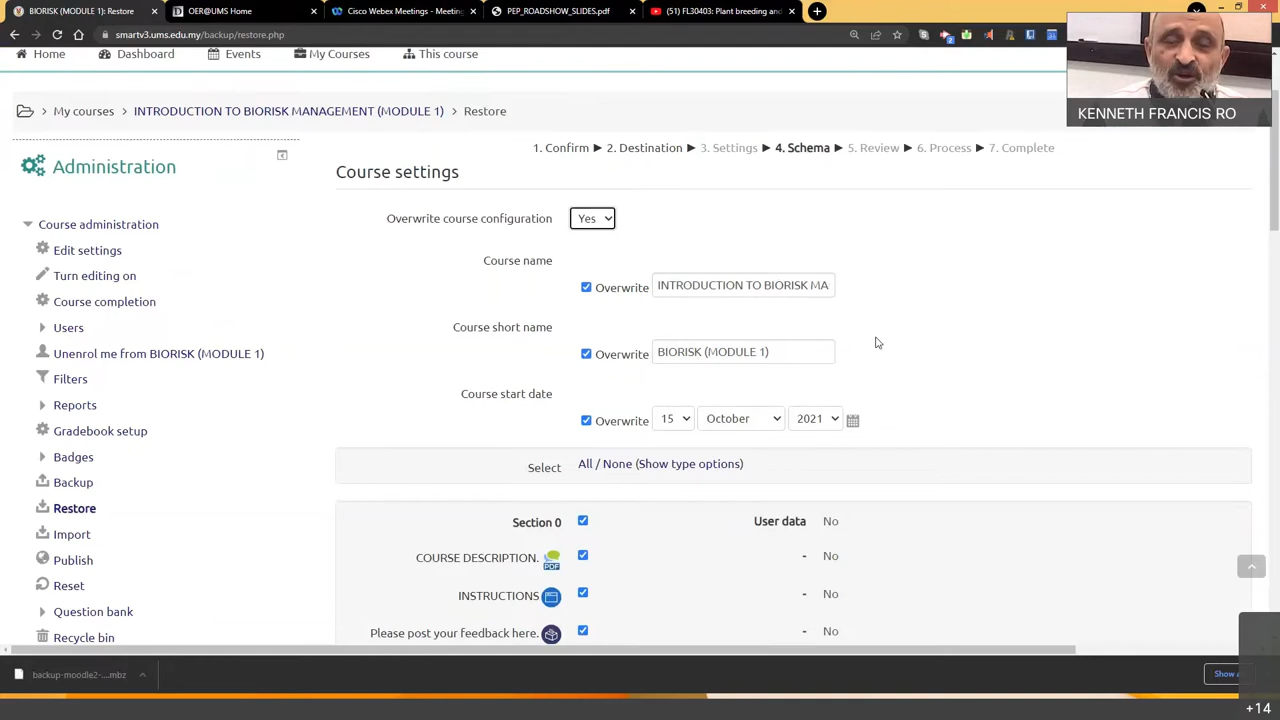 BIORISK (MODULE 1): Restore
OER@UMS Home
Cisco Webex Meetings - Meeting
PEP_ROADSHOW_SLIDES.pdf
(51) FL30403: Plant breeding and
smartv3.ums.edu.my/backup/restore.php
Home
Dashboard
Events
My Courses
This course
KENNETH FRANCIS RO
My courses
INTRODUCTION TO BIORISK MANAGEMENT (MODULE 1)
Restore
Administration
Course administration
Edit settings
Turn editing on
Course completion
Users
Unenrol me from BIORISK (MODULE 1)
Filters
Reports
Gradebook setup
Badges
Backup
Restore
Import
Publish
Reset
Question bank
Recycle bin
1. Confirm ► 2. Destination ► 3. Settings ► 4. Schema ► 5. Review ► 6. Process ► 7. Complete
Course settings
Overwrite course configuration Yes
Course name
Overwrite INTRODUCTION TO BIORISK MA
Course short name
Overwrite BIORISK (MODULE 1)
Course start date
Overwrite 15 October 2021
Select All / None (Show type options)
Section 0 User data No
COURSE DESCRIPTION. PDF - No
INSTRUCTIONS - No
Please post your feedback here. - No
backup-moodle2-....mbz
Show
+14